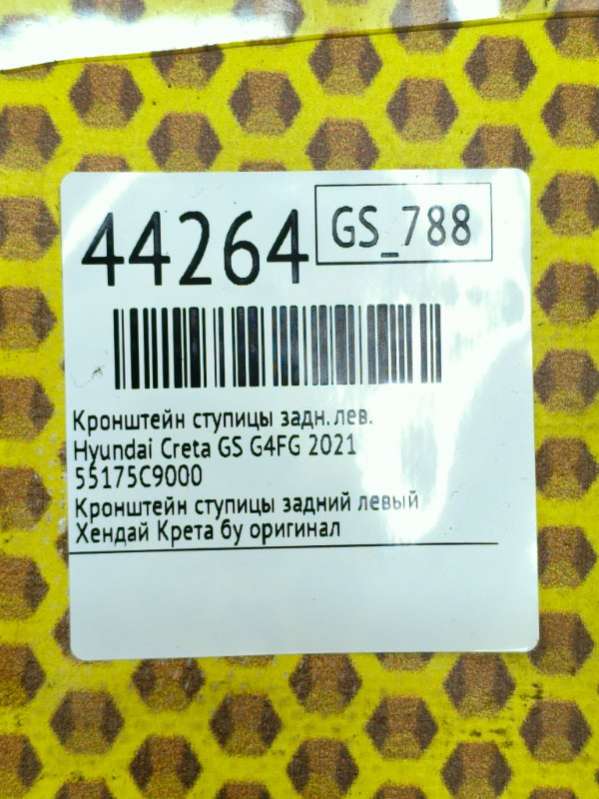 44264
GS_788
Кронштейн ступицы задн. лев.
Hyundai Creta GS G4FG 2021
55175C9000
Кронштейн ступицы задний левый
Хендай Крета бу оригинал